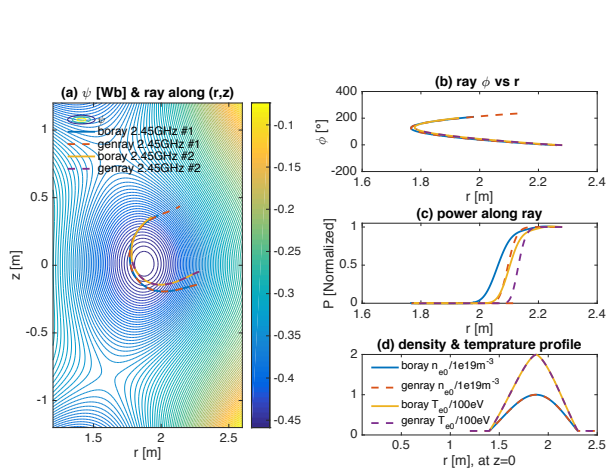 (a) ψ [Wb] & ray along (r,z)
ψ
boray 2.45GHz #1
genray 2.45GHz #1
boray 2.45GHz #2
genray 2.45GHz #2
1
0.5
0
-0.5
-1
z [m]
1.2 1.6 2 2.4
r [m]
-0.1
-0.15
-0.2
-0.25
-0.3
-0.35
-0.4
-0.45
(b) ray ϕ vs r
400
200
0
-200
ϕ [°]
1.6 1.8 2 2.2 2.4
r [m]
(c) power along ray
1
0.5
0
P [Normalized]
1.6 1.8 2 2.2 2.4
r [m]
(d) density & temprature profile
2
1
0
boray n_e0/1e19m^-3
genray n_e0/1e19m^-3
boray T_e0/100eV
genray T_e0/100eV
0 0.5 1 1.5 2 2.5
r [m], at z=0